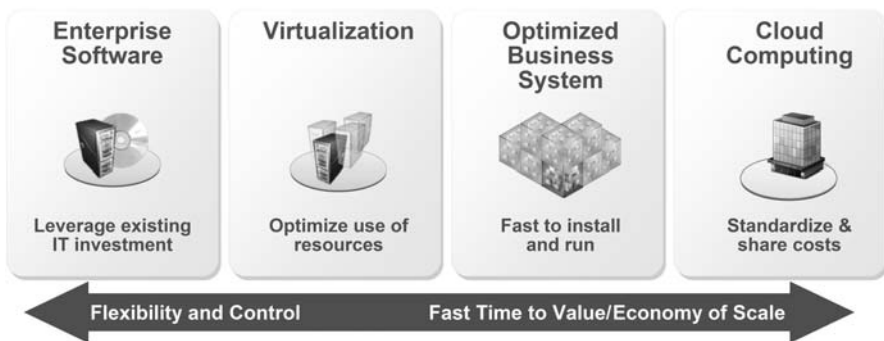 Enterprise
Software
Leverage existing
IT investment
Virtualization
Optimize use of
resources
Optimized
Business
System
Fast to install
and run
Cloud
Computing
Standardize &
share costs
Flexibility and Control
Fast Time to Value/Economy of Scale